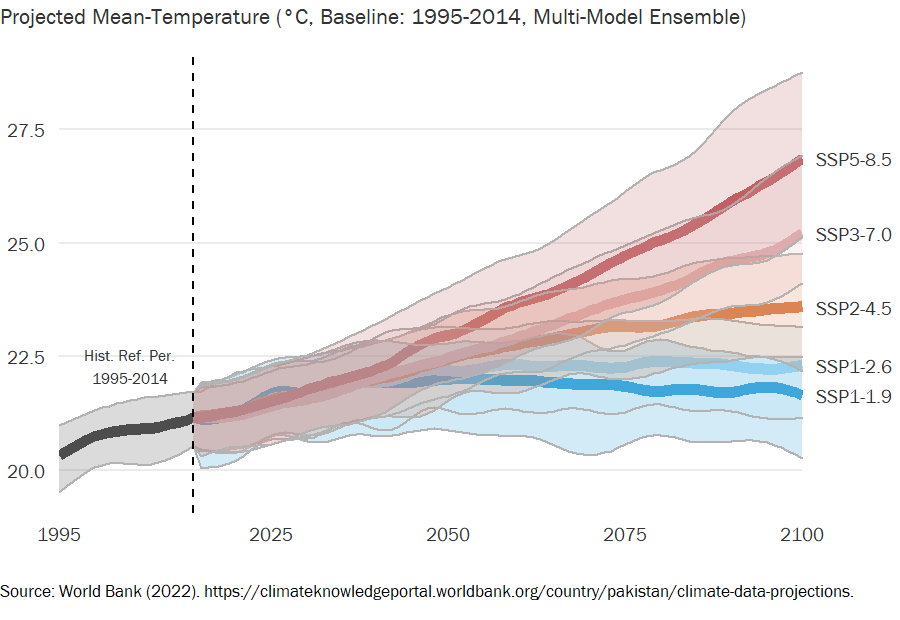 Projected Mean-Temperature (°C, Baseline: 1995-2014, Multi-Model Ensemble)
27.5
SSP5-8.5
25.0
SSP3-7.0
SSP2-4.5
22.5
Hist. Ref. Per.
1995-2014
SSP1-2.6
SSP1-1.9
20.0
1995 2025 2050 2075 2100
Source: World Bank (2022). https://climateknowledgeportal.worldbank.org/country/pakistan/climate-data-projections.